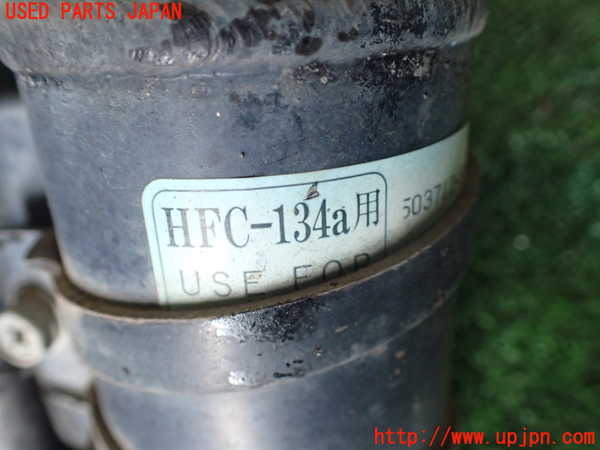 USED PARTS JAPAN
HFC-134a用
USE FOR
http://www.upjpn.com/